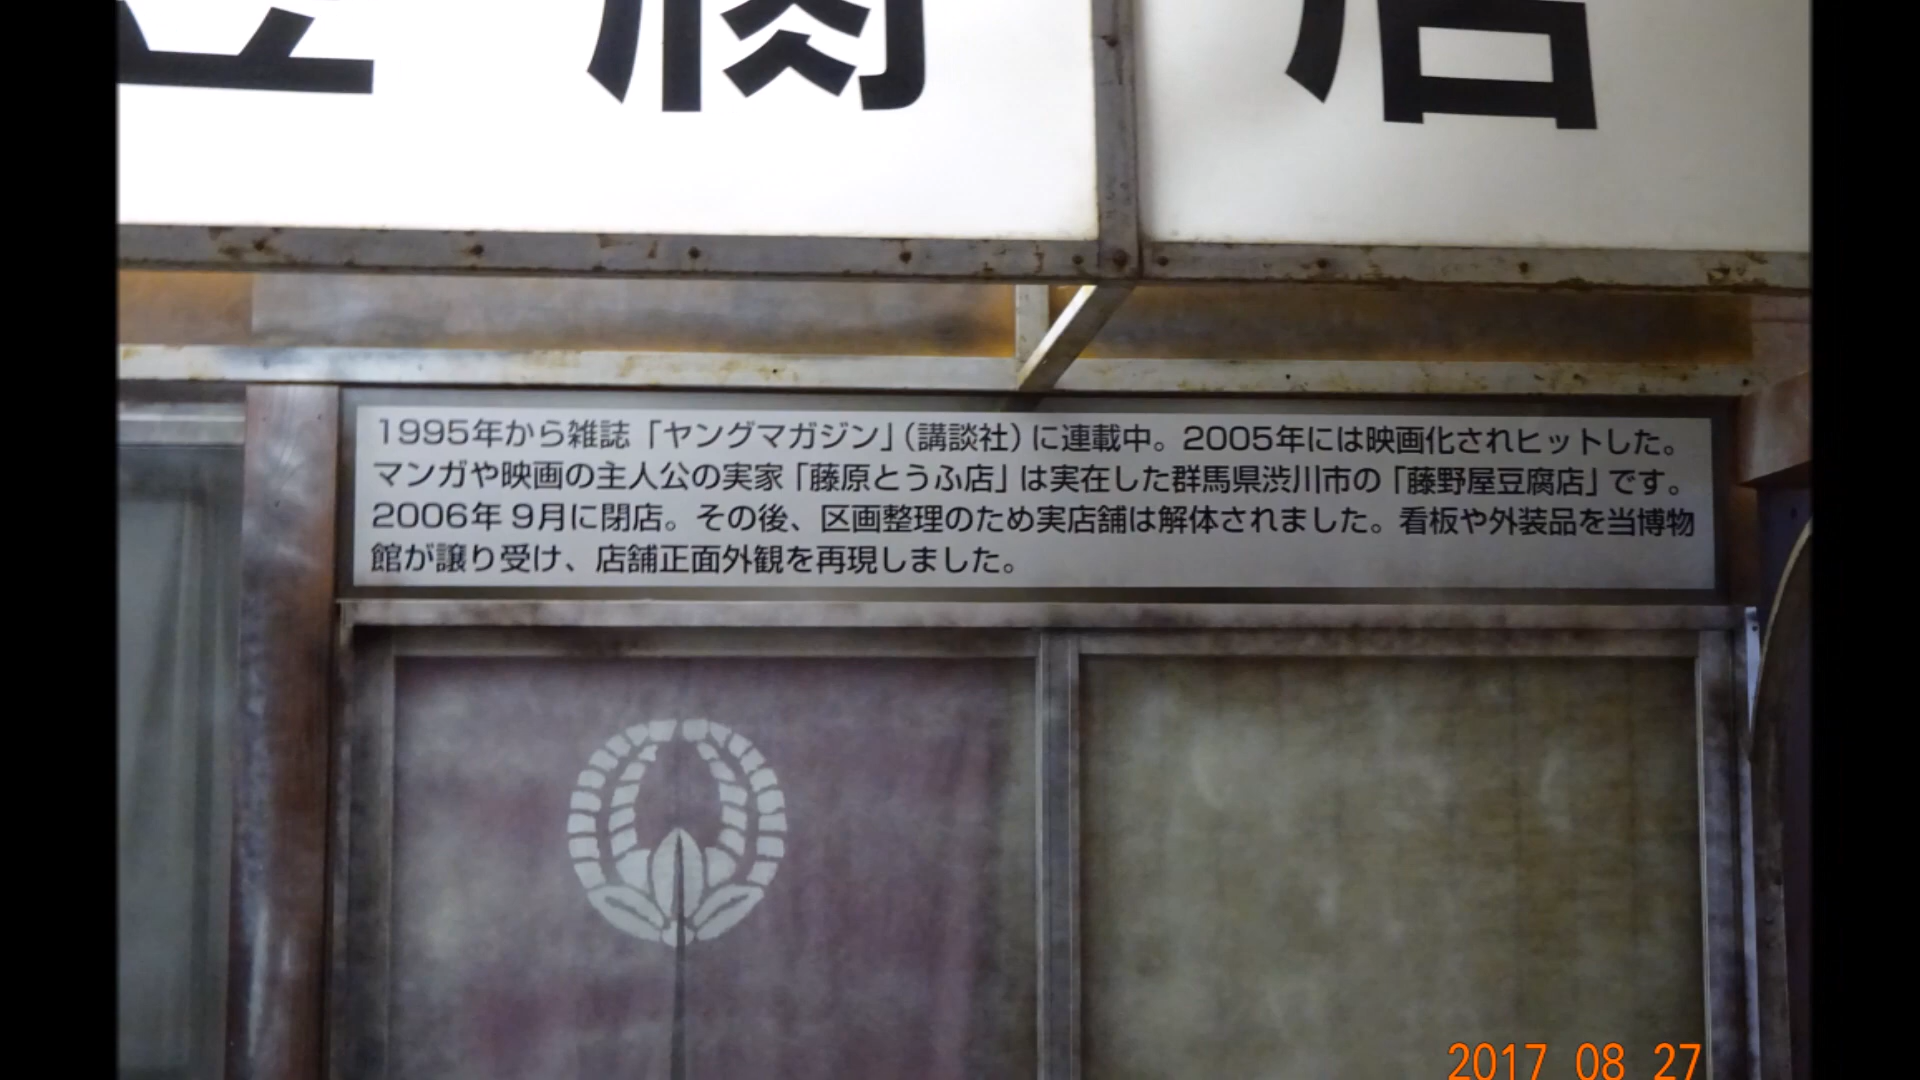 豆腐店
1995年から雑誌「ヤングマガジン」(講談社)に連載中。2005年には映画化されヒットした。
マンガや映画の主人公の実家「藤原とうふ店」は実在した群馬県渋川市の「藤野屋豆腐店」です。
2006年 9月に閉店。その後、区画整理のため実店舗は解体されました。看板や外装品を当博物
館が譲り受け、店舗正面外観を再現しました。
2017 08 27